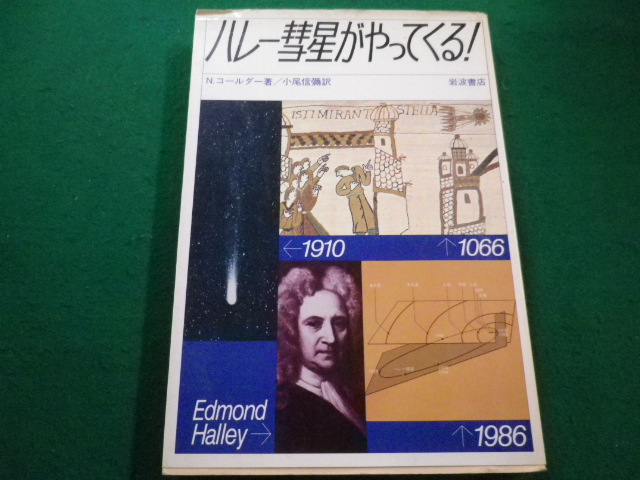 ハレー彗星がやってくる!
N.コールダー著/小尾信彌訳
岩波書店
ISTI MIRANT STELLA
←1910
↑1066
Edmond
Halley→
↑1986